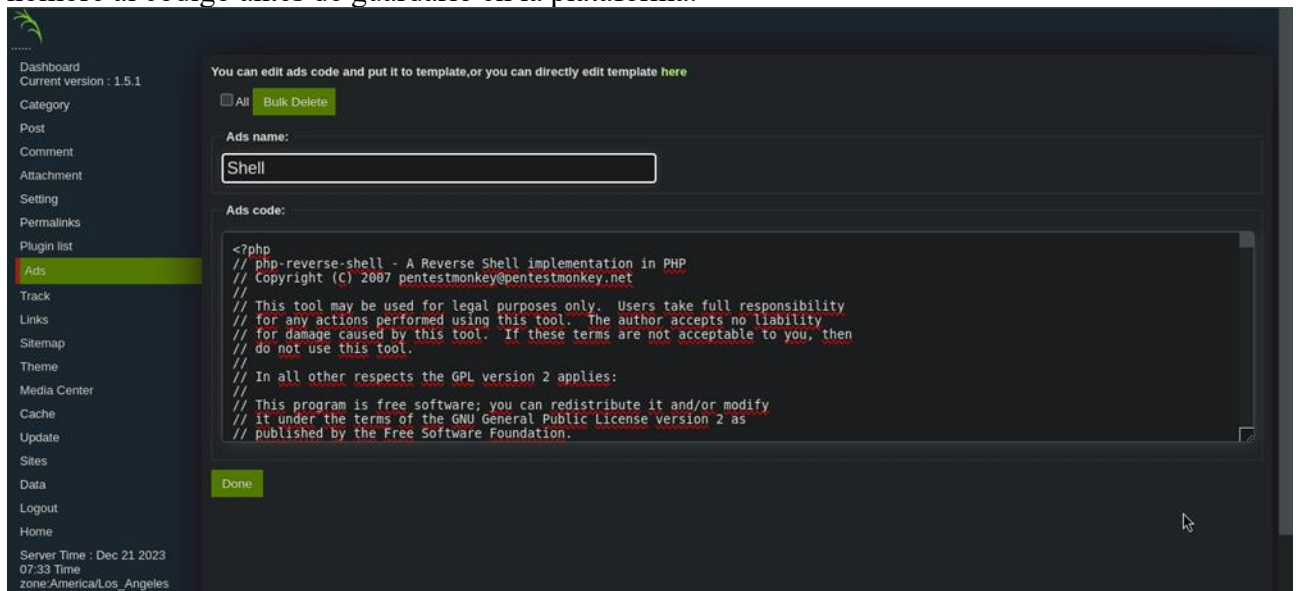 Dashboard
Current version : 1.5.1
Category
Post
Comment
Attachment
Setting
Permalinks
Plugin list
Ads
Track
Links
Sitemap
Theme
Media Center
Cache
Update
Sites
Data
Logout
Home
Server Time : Dec 21 2023
07:33 Time
zone:America/Los_Angeles
You can edit ads code and put it to template,or you can directly edit template here
All Bulk Delete
Ads name:
Shell
Ads code:
<?php
// php-reverse-shell - A Reverse Shell implementation in PHP
// Copyright (C) 2007 pentestmonkey@pentestmonkey.net
//
// This tool may be used for legal purposes only.  Users take full responsibility
// for any actions performed using this tool.  The author accepts no liability
// for damage caused by this tool.  If these terms are not acceptable to you, then
// do not use this tool.
//
// In all other respects the GPL version 2 applies:
//
// This program is free software; you can redistribute it and/or modify
// it under the terms of the GNU General Public License version 2 as
// published by the Free Software Foundation.
Done